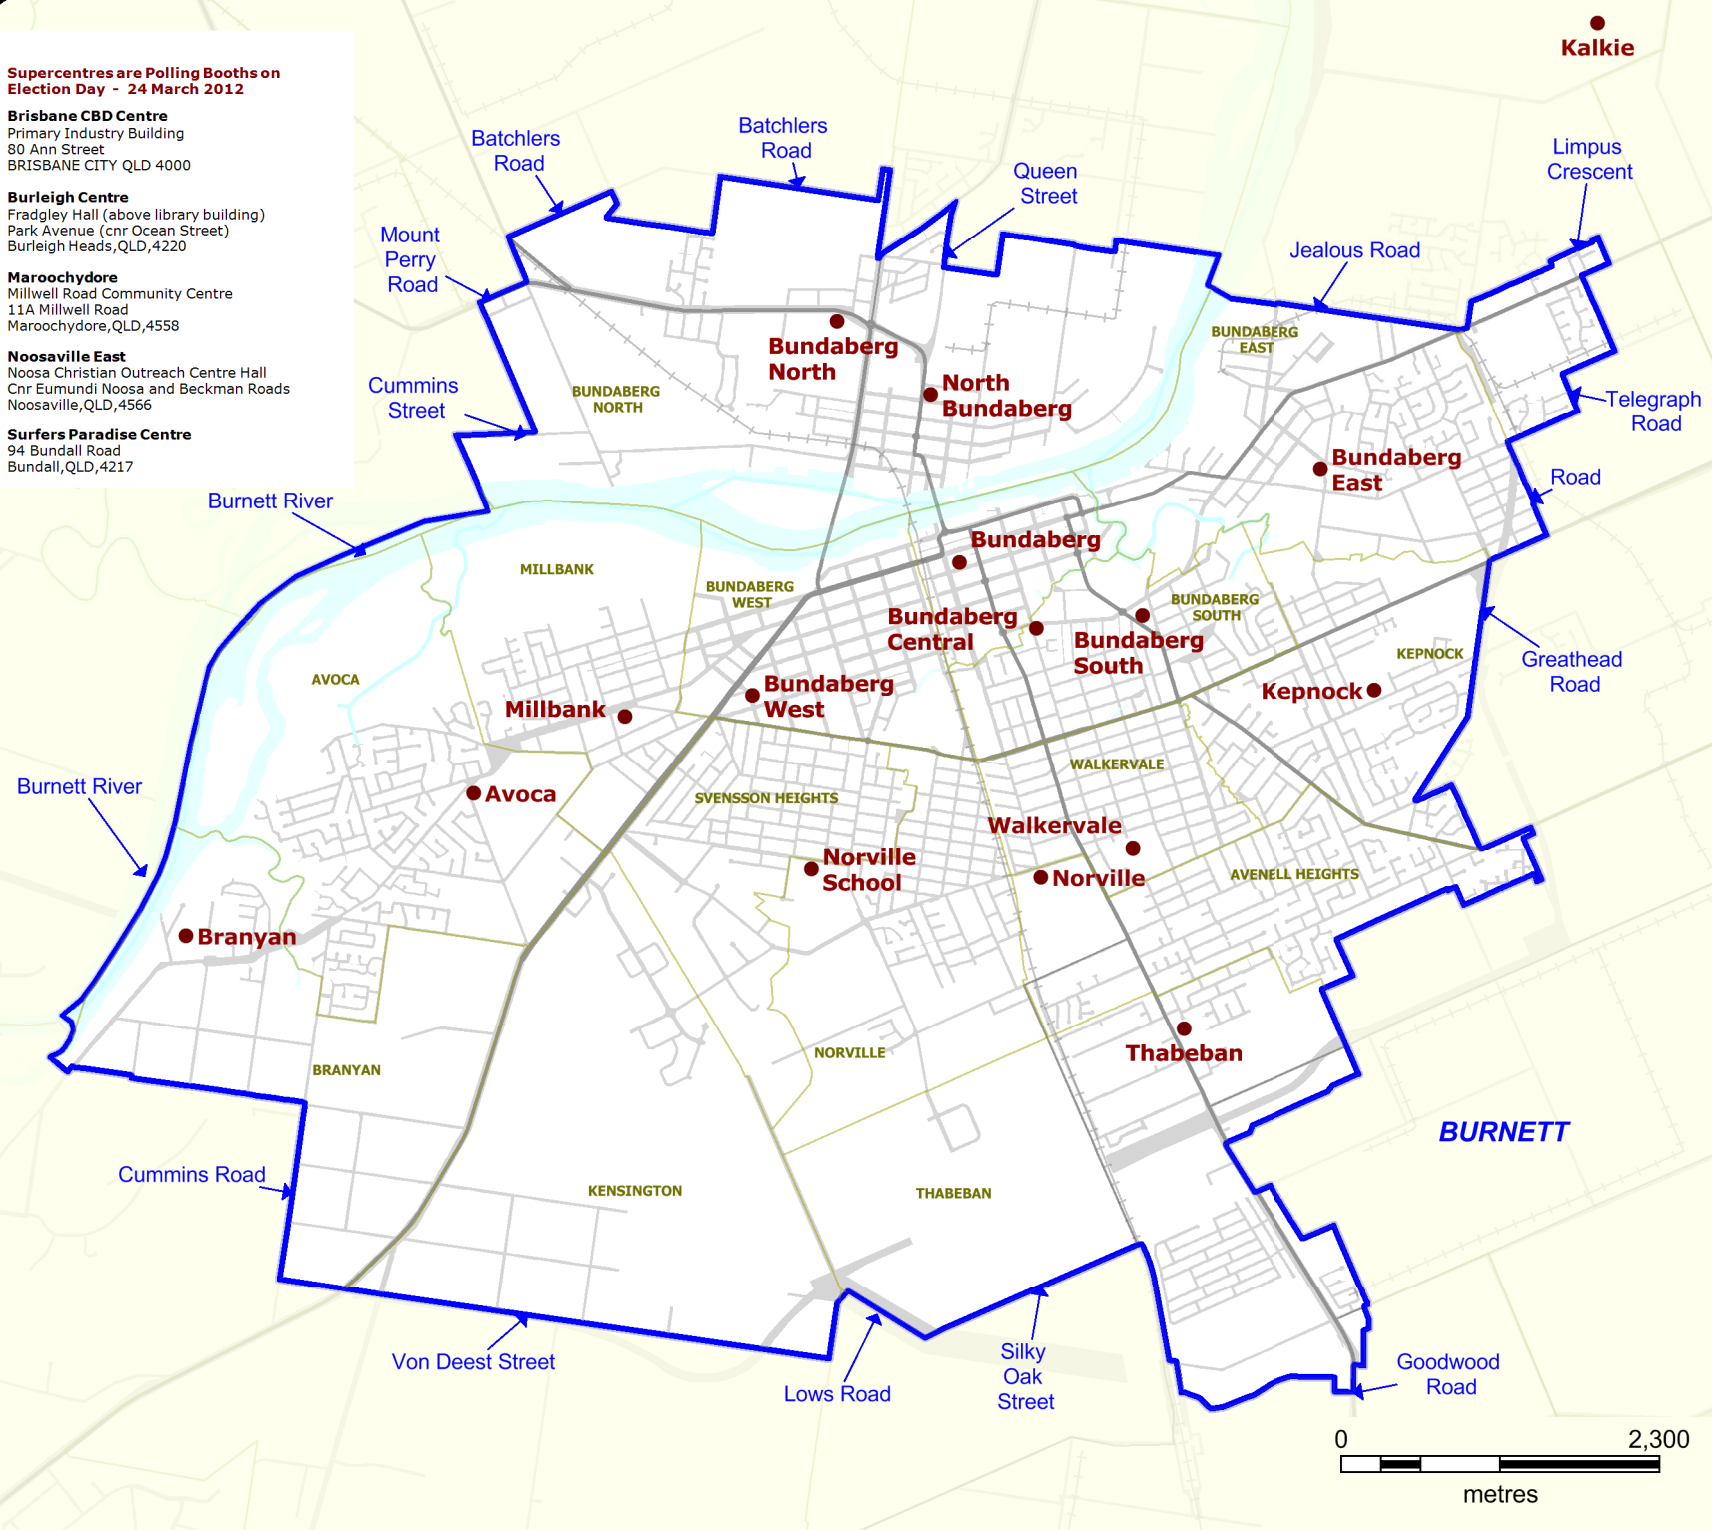 Kalkie
Supercentres are Polling Booths on
Election Day - 24 March 2012
Brisbane CBD Centre
Primary Industry Building
80 Ann Street
BRISBANE CITY QLD 4000
Burleigh Centre
Fradgley Hall (above library building)
Park Avenue (cnr Ocean Street)
Burleigh Heads,QLD,4220
Maroochydore
Millwell Road Community Centre
11A Millwell Road
Maroochydore,QLD,4558
Noosaville East
Noosa Christian Outreach Centre Hall
Cnr Eumundi Noosa and Beckman Roads
Noosaville,QLD,4566
Surfers Paradise Centre
94 Bundall Road
Bundall,QLD,4217
Batchlers
Road
Batchlers
Road
Queen
Street
Limpus
Crescent
Mount
Perry
Road
Jealous Road
BUNDABERG
EAST
Bundaberg
North
Cummins
Street
BUNDABERG
NORTH
North
Bundaberg
Telegraph
Road
Bundaberg
East
Road
Burnett River
Bundaberg
MILLBANK
BUNDABERG
WEST
BUNDABERG
SOUTH
Bundaberg
Central
Bundaberg
South
KEPNOCK
Greathead
Road
AVOCA
Bundaberg
West
Kepnock
Millbank
WALKERVALE
Burnett River
Avoca
SVENSSON HEIGHTS
Walkervale
Norville
School
Norville
AVENELL HEIGHTS
Branyan
NORVILLE
Thabeban
BRANYAN
BURNETT
Cummins Road
KENSINGTON
THABEBAN
Von Deest Street
Lows Road
Silky
Oak
Street
Goodwood
Road
0 2,300
metres